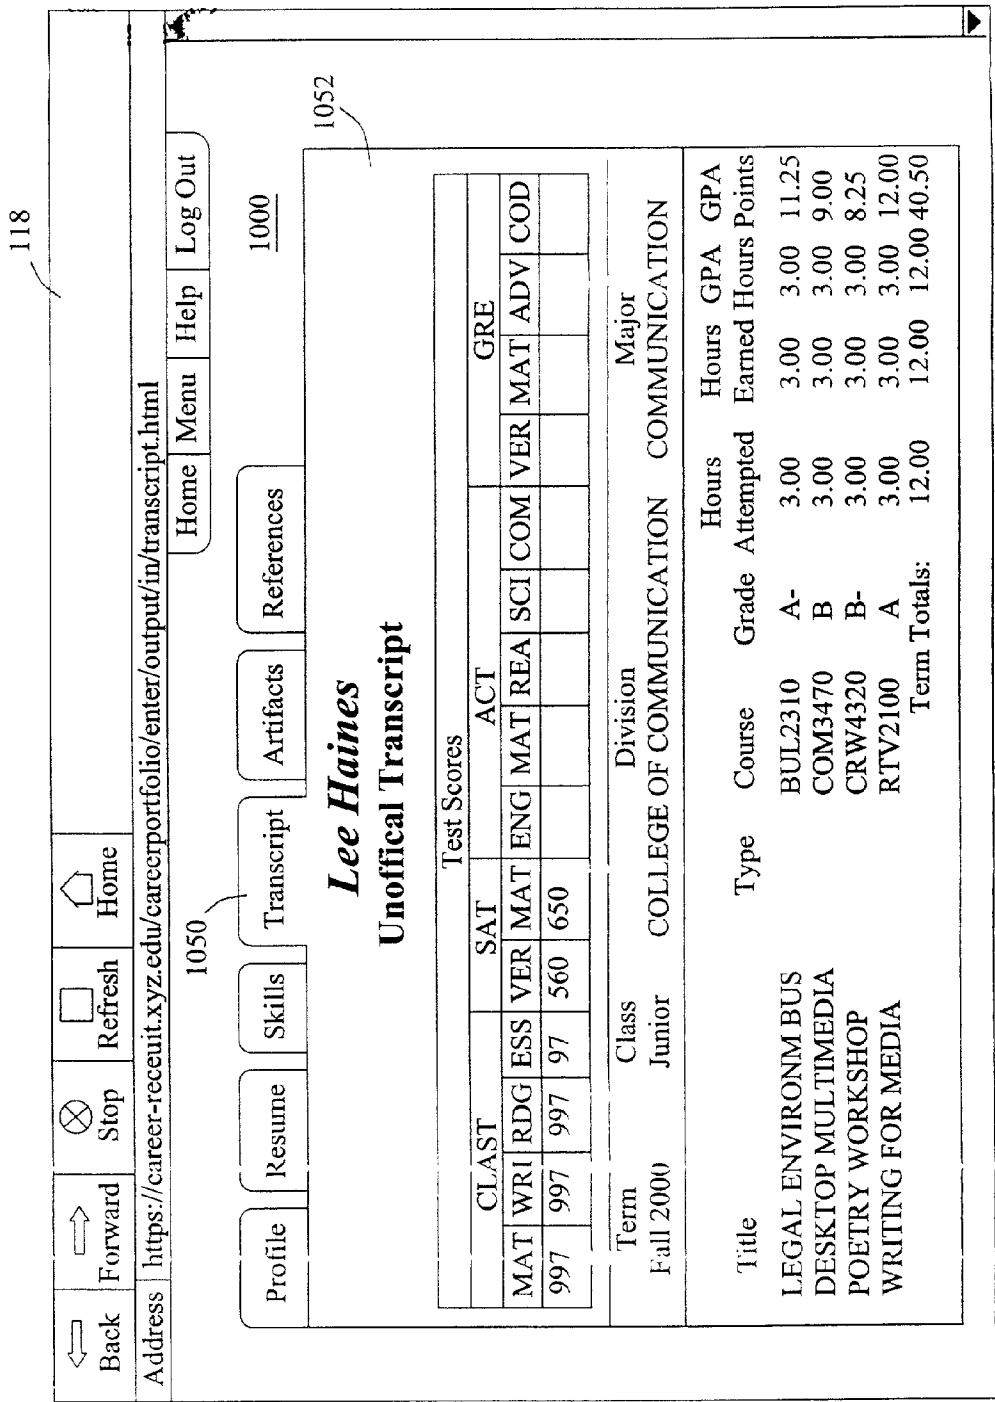 118
Back Forward Stop Refresh Home
Address https://career-receuit.xyz.edu/careerportfolio/enter/output/in/transcript.html
Home Menu Help Log Out
1050
1000
Profile Resume Skills Transcript Artifacts References
1052
Lee Haines
Unoffical Transcript
Test Scores
CLAST SAT ACT GRE
MAT WRI RDG ESS VER MAT ENG MAT REA SCI COM VER MAT ADV COD
997 997 997 97 560 650
Term Class Division Major
Fall 2000 Junior COLLEGE OF COMMUNICATION COMMUNICATION
Hours Hours GPA GPA
Title Type Course Grade Attempted Earned Hours Points
LEGAL ENVIRONM BUS BUL2310 A- 3.00 3.00 3.00 11.25
DESKTOP MULTIMEDIA COM3470 B 3.00 3.00 3.00 9.00
POETRY WORKSHOP CRW4320 B- 3.00 3.00 3.00 8.25
WRITING FOR MEDIA RTV2100 A 3.00 3.00 3.00 12.00
Term Totals: 12.00 12.00 12.00 40.50